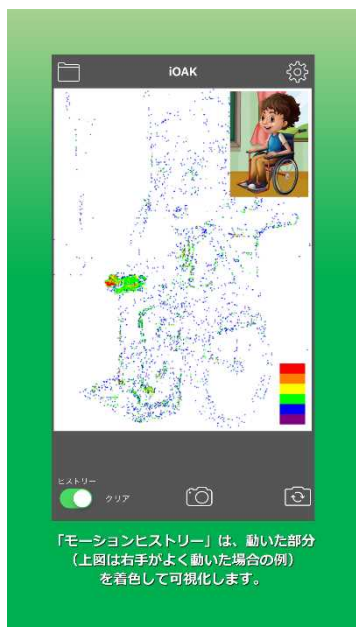 iOAK
ヒストリー
クリア
「モーションヒストリー」は、動いた部分
（上図は右手がよく動いた場合の例）
を着色して可視化します。